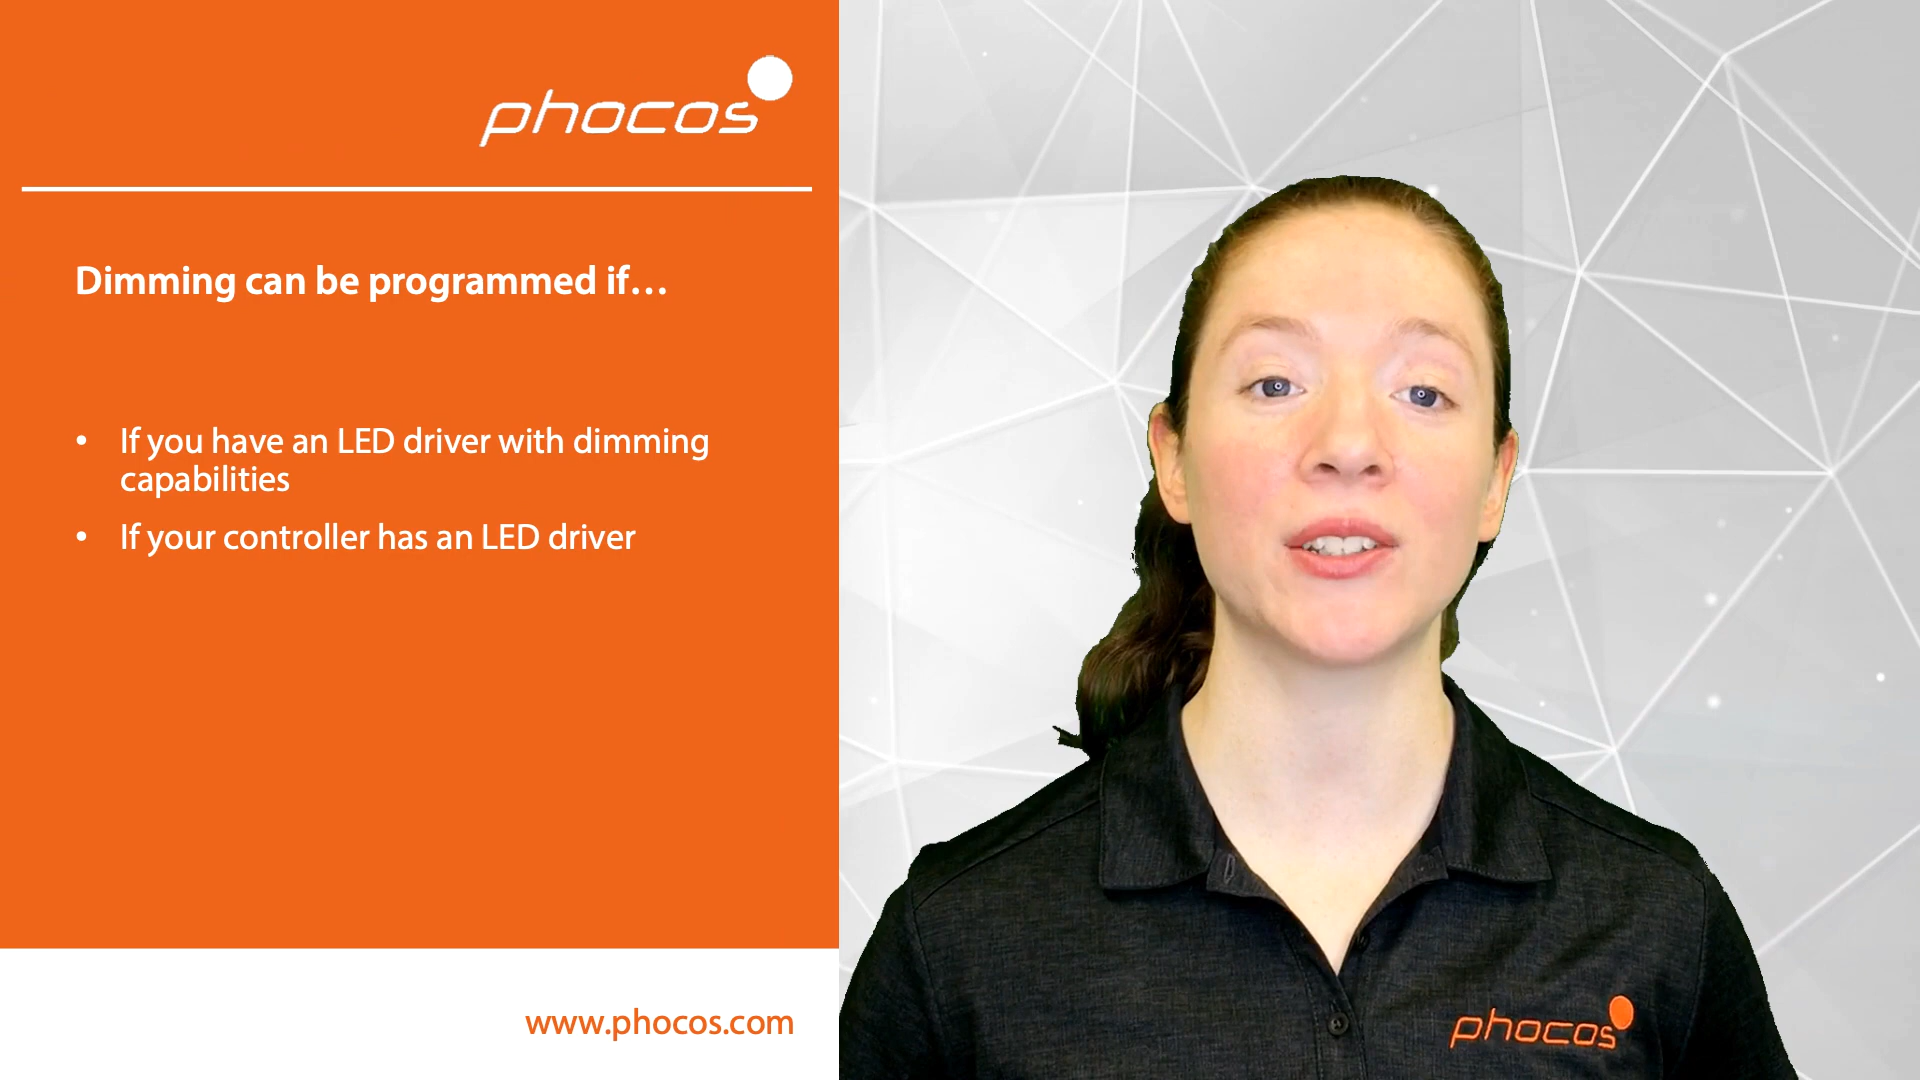 phocos
Dimming can be programmed if...
• If you have an LED driver with dimming
capabilities
• If your controller has an LED driver
www.phocos.com
phocos